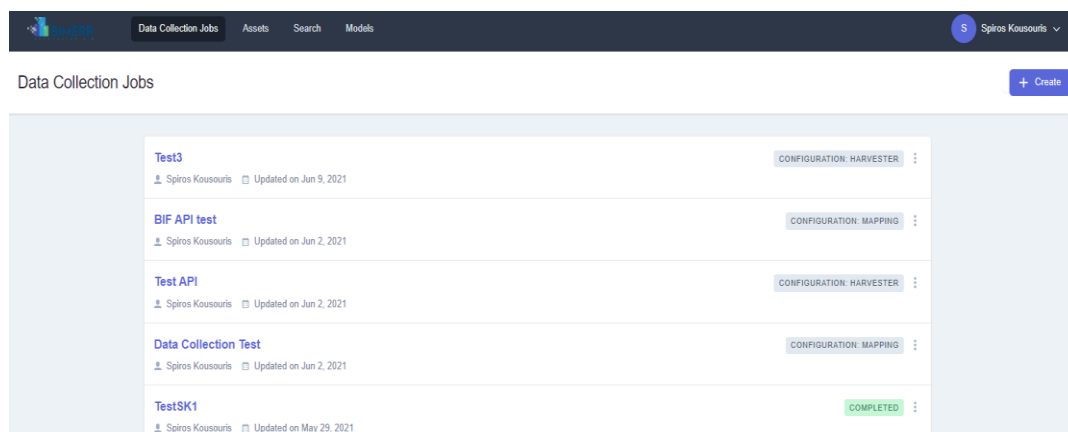 Data Collection Jobs Assets Search Models S Spiros Kousouris
Data Collection Jobs + Create
Test3 CONFIGURATION: HARVESTER
Spiros Kousouris Updated on Jun 9, 2021
BIF API test CONFIGURATION: MAPPING
Spiros Kousouris Updated on Jun 2, 2021
Test API CONFIGURATION: HARVESTER
Spiros Kousouris Updated on Jun 2, 2021
Data Collection Test CONFIGURATION: MAPPING
Spiros Kousouris Updated on Jun 2, 2021
TestSK1 COMPLETED
Spiros Kousouris Updated on May 29, 2021